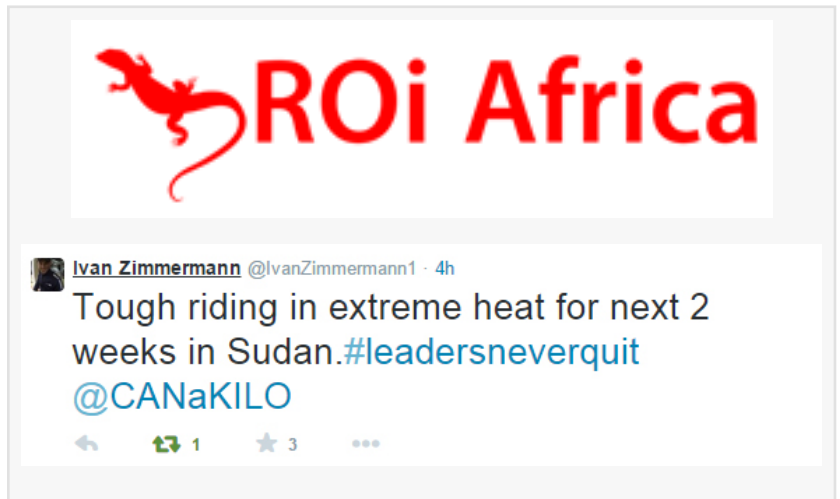 ROi Africa
Ivan Zimmermann @IvanZimmermann1 · 4h
Tough riding in extreme heat for next 2
weeks in Sudan.#leadersneverquit
@CANaKILO
1 3